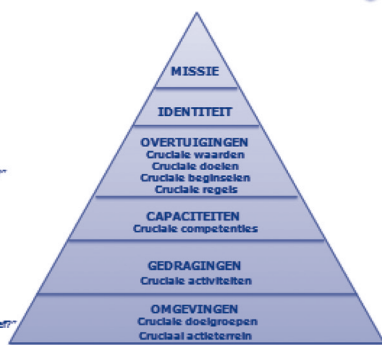 MISSIE
IDENTITEIT
OVERTUIGINGEN
Cruciale waarden
Cruciale doelen
Cruciale beginselen
Cruciale regels
CAPACITEITEN
Cruciale competenties
GEDRAGINGEN
Cruciale activiteiten
OMGEVINGEN
Cruciale doelgroepen
Cruciaal actieterrein